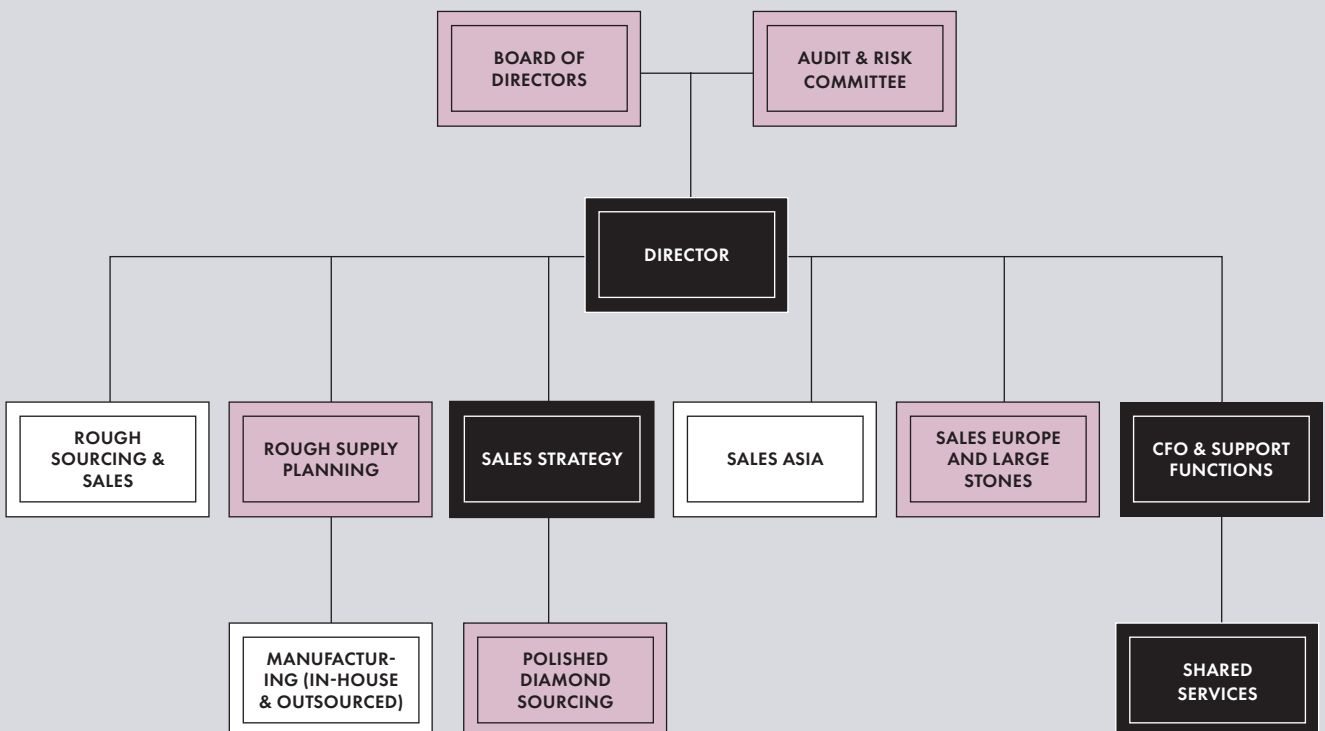 BOARD OF
DIRECTORS
AUDIT & RISK
COMMITTEE
DIRECTOR
ROUGH
SOURCING &
SALES
ROUGH SUPPLY
PLANNING
SALES STRATEGY
SALES ASIA
SALES EUROPE
AND LARGE
STONES
CFO & SUPPORT
FUNCTIONS
MANUFACTUR-
ING (IN-HOUSE
& OUTSOURCED)
POLISHED
DIAMOND
SOURCING
SHARED
SERVICES